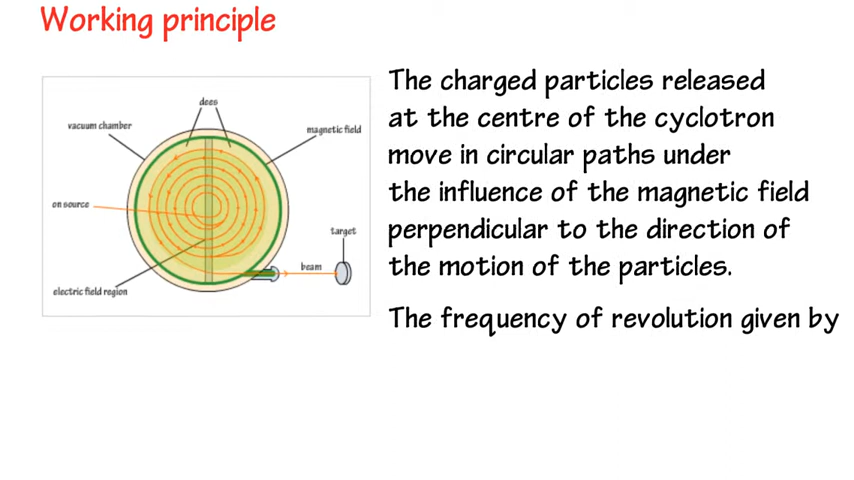 Working principle
dees
vacuum chamber
magnetic field
on source
target
beam
electric field region
The charged particles released
at the centre of the cyclotron
move in circular paths under
the influence of the magnetic field
perpendicular to the direction of
the motion of the particles.
The frequency of revolution given by